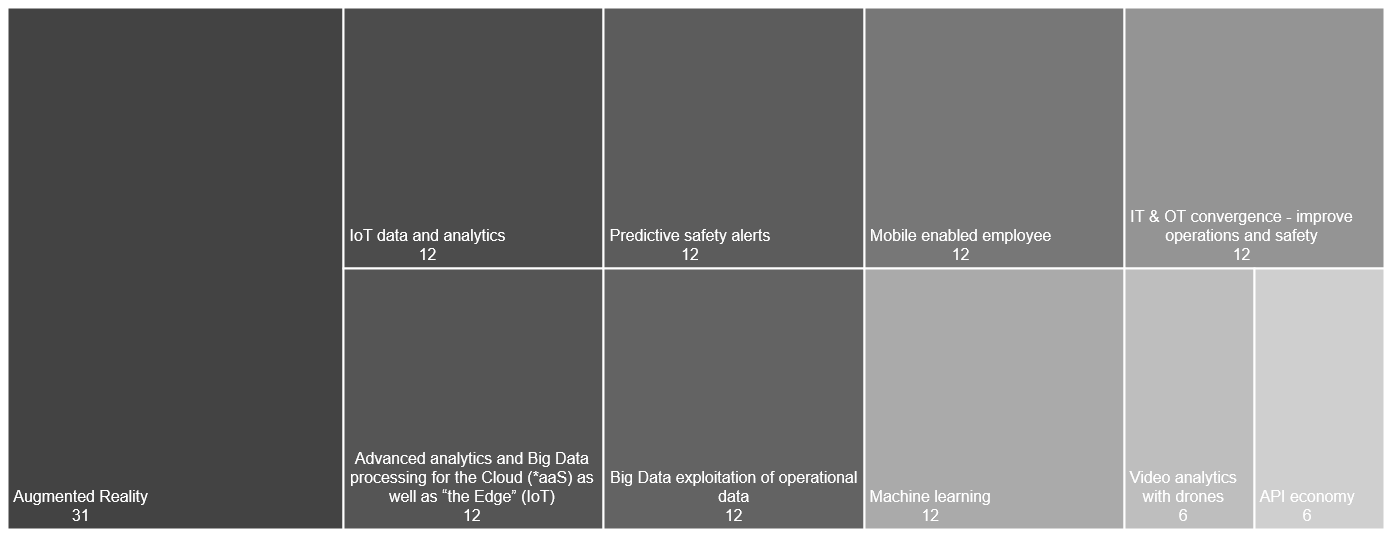 Augmented Reality
31
IoT data and analytics
12
Predictive safety alerts
12
Mobile enabled employee
12
IT & OT convergence - improve
operations and safety
12
Advanced analytics and Big Data
processing for the Cloud (*aaS) as
well as “the Edge” (IoT)
12
Big Data exploitation of operational
data
12
Machine learning
12
Video analytics
with drones
6
API economy
6